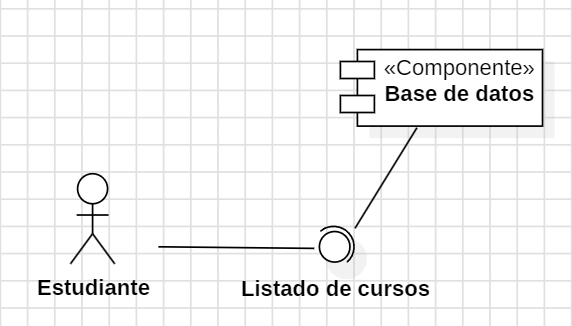 «Componente»
Base de datos
Estudiante
Listado de cursos